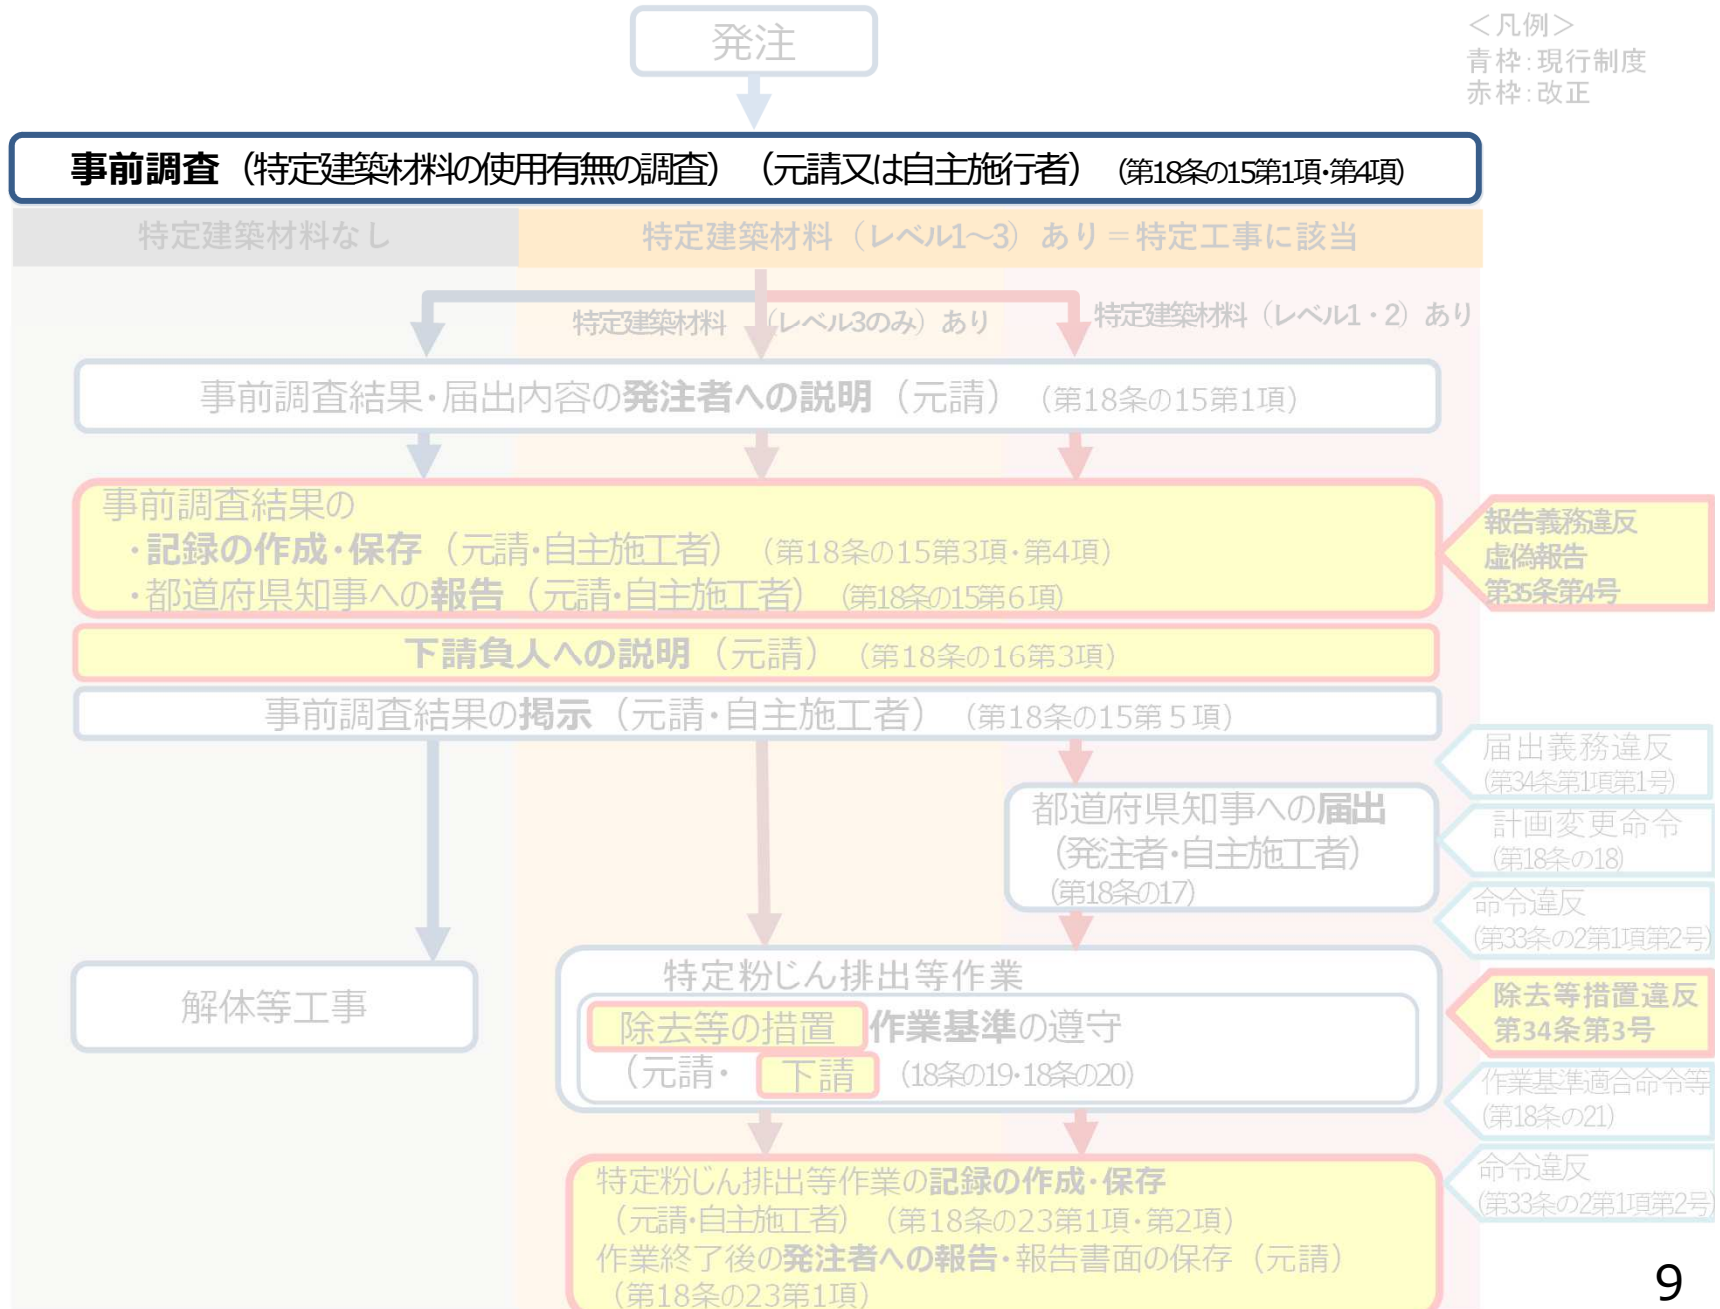 発注
＜凡例＞
青枠：現行制度
赤枠：改正
事前調査（特定建築材料の使用有無の調査）（元請又は自主施行者）（第18条の15第1項・第4項）
特定建築材料なし
特定建築材料（レベル1～3）あり＝特定工事に該当
特定建築材料（レベル3のみ）あり
特定建築材料（レベル1・2）あり
事前調査結果・届出内容の発注者への説明（元請）（第18条の15第1項）
事前調査結果の
・記録の作成・保存（元請・自主施工者）（第18条の15第3項・第4項）
・都道府県知事への報告（元請・自主施工者）（第18条の15第６項）
報告義務違反
虚偽報告
第35条第4号
下請負人への説明（元請）（第18条の16第3項）
事前調査結果の掲示（元請・自主施工者）（第18条の15第５項）
届出義務違反
（第34条第1項第1号）
都道府県知事への届出
（発注者・自主施工者）
（第18条の17）
計画変更命令
（第18条の18）
命令違反
（第33条の2第1項第2号）
解体等工事
特定粉じん排出等作業
除去等の措置 作業基準の遵守
（元請・ 下請 （18条の19・18条の20）
除去等措置違反
第34条第3号
作業基準適合命令等
（第18条の21）
命令違反
（第33条の2第1項第2号）
特定粉じん排出等作業の記録の作成・保存
（元請・自主施工者）（第18条の23第1項・第2項）
作業終了後の発注者への報告・報告書面の保存（元請）
（第18条の23第1項）
9